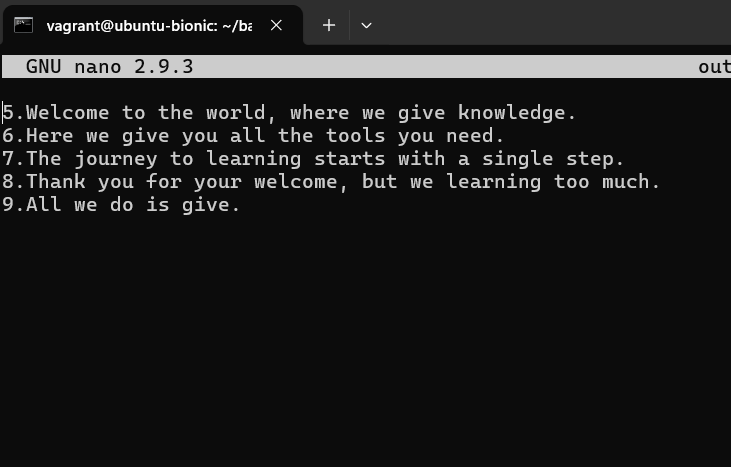 vagrant@ubuntu-bionic: ~/ba
GNU nano 2.9.3 out
5.Welcome to the world, where we give knowledge.
6.Here we give you all the tools you need.
7.The journey to learning starts with a single step.
8.Thank you for your welcome, but we learning too much.
9.All we do is give.